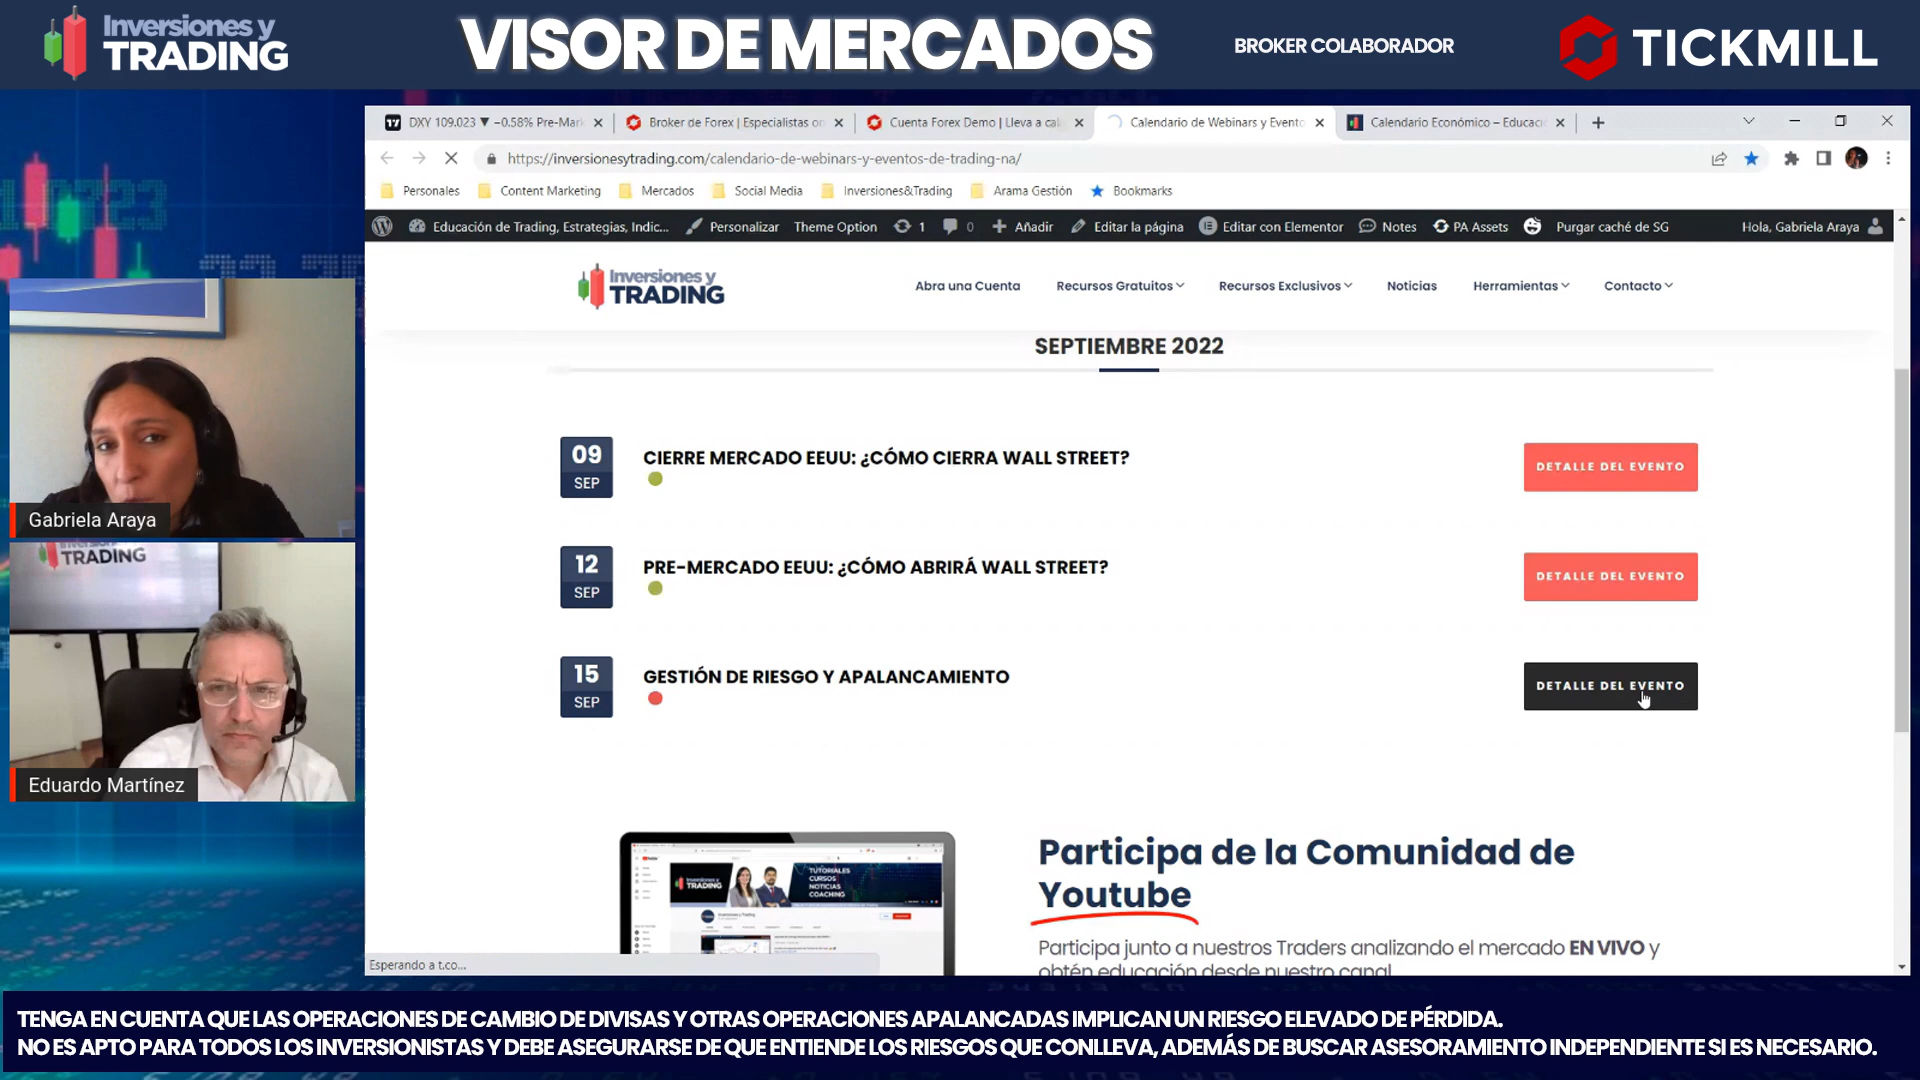 Inversiones y
TRADING
VISOR DE MERCADOS
BROKER COLABORADOR
TICKMILL
DXY 109.023 ▼ −0.58% Pre-Mar
Broker de Forex | Especialistas on
Cuenta Forex Demo | Lleva a cal
Calendario de Webinars y Evento
Calendario Económico – Educaci
https://inversionesytrading.com/calendario-de-webinars-y-eventos-de-trading-na/
Personales
Content Marketing
Mercados
Social Media
Inversiones&Trading
Arama Gestión
Bookmarks
Educación de Trading, Estrategias, Indic...
Personalizar
Theme Option
1
0
Añadir
Editar la página
Editar con Elementor
Notes
PA Assets
Purgar caché de SG
Hola, Gabriela Araya
Inversiones y
TRADING
Abra una Cuenta
Recursos Gratuitos
Recursos Exclusivos
Noticias
Herramientas
Contacto
SEPTIEMBRE 2022
09
SEP
CIERRE MERCADO EEUU: ¿CÓMO CIERRA WALL STREET?
DETALLE DEL EVENTO
12
SEP
PRE-MERCADO EEUU: ¿CÓMO ABRIRÁ WALL STREET?
DETALLE DEL EVENTO
15
SEP
GESTIÓN DE RIESGO Y APALANCAMIENTO
DETALLE DEL EVENTO
Gabriela Araya
TRADING
Eduardo Martínez
TUTORIALES
CURSOS
NOTICIAS
COACHING
Inversiones y
TRADING
Participa de la Comunidad de
Youtube
Participa junto a nuestros Traders analizando el mercado EN VIVO y
obtén educación desde nuestro canal
Esperando a t.co...
TENGA EN CUENTA QUE LAS OPERACIONES DE CAMBIO DE DIVISAS Y OTRAS OPERACIONES APALANCADAS IMPLICAN UN RIESGO ELEVADO DE PÉRDIDA.
NO ES APTO PARA TODOS LOS INVERSIONISTAS Y DEBE ASEGURARSE DE QUE ENTIENDE LOS RIESGOS QUE CONLLEVA, ADEMÁS DE BUSCAR ASESORAMIENTO INDEPENDIENTE SI ES NECESARIO.